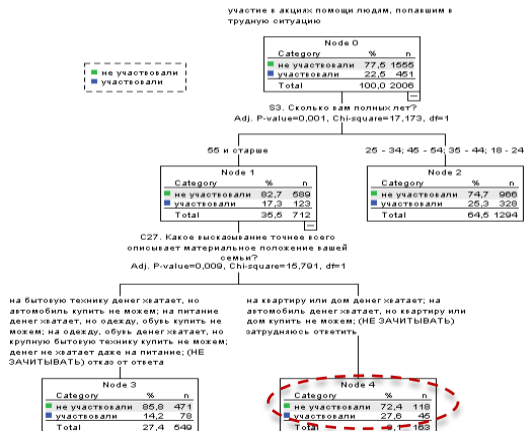 участие в акциях помощи людям, попавшим в
трудную ситуацию
Node 0
Category % n
не участвовали 77,5 1555
участвовали 22,5 451
Total 100,0 2006
не участвовали
участвовали
S3. Сколько вам полных лет?
Adj. P-value=0,001, Chi-square=17,173, df=1
55 и старше
25 - 34; 45 - 54; 35 - 44; 18 - 24
Node 1
Category % n
не участвовали 82,7 589
участвовали 17,3 123
Total 35,5 712
Node 2
Category % n
не участвовали 74,7 966
участвовали 25,3 328
Total 64,5 1294
C27. Какое высказывание точнее всего
описывает материальное положение вашей
семьи?
Adj. P-value=0,009, Chi-square=15,791, df=1
на бытовую технику денег хватает, но
автомобиль купить не можем; на питание
денег хватает, но одежду, обувь купить не
можем; на одежду, обувь денег хватает, но
крупную бытовую технику купить не можем;
денег не хватает даже на питание; (НЕ
ЗАЧИТЫВАТЬ) отказ от ответа
на квартиру или дом денег хватает; на
автомобиль денег хватает, но квартиру или
дом купить не можем; (НЕ ЗАЧИТЫВАТЬ)
затрудняюсь ответить
Node 3
Category % n
не участвовали 85,8 471
участвовали 14,2 78
Total 27,4 549
Node 4
Category % n
не участвовали 72,4 118
участвовали 27,6 45
Total 8,1 163